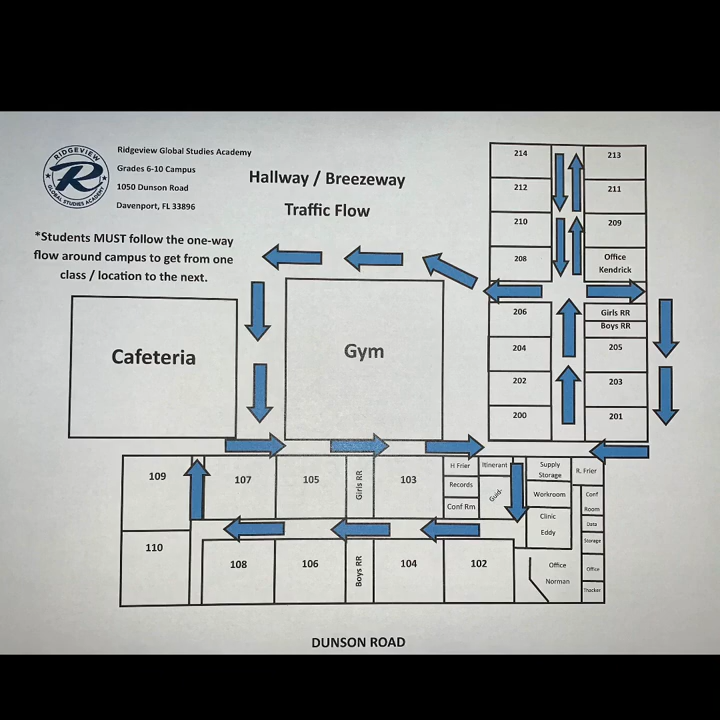 RIDGEVIEW
R
GLOBAL STUDIES ACADEMY
Ridgeview Global Studies Academy
Grades 6-10 Campus
1050 Dunson Road
Davenport, FL 33896
Hallway / Breezeway
Traffic Flow
*Students MUST follow the one-way
flow around campus to get from one
class / location to the next.
214
213
212
211
210
209
208
Office
Kendrick
206
Girls RR
Boys RR
204
205
202
203
200
201
Cafeteria
Gym
109
107
105
Girls RR
103
H Frier
Records
Conf Rm
Itinerant
Guid.
Supply
Storage
Workroom
Clinic
Eddy
R. Frier
Conf
Room
Data
Storage
Office
Thacker
110
108
106
Boys RR
104
102
Office
Norman
DUNSON ROAD